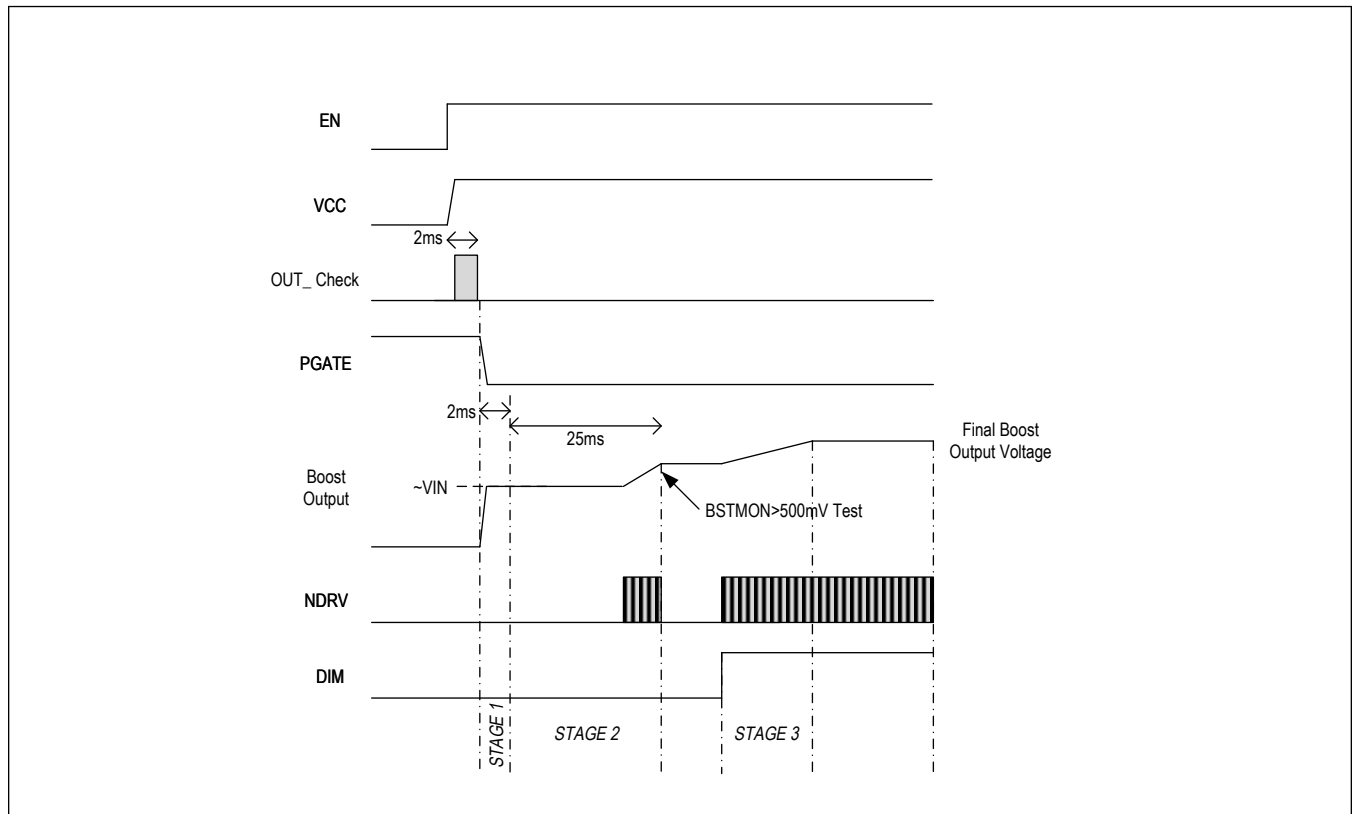 EN
VCC
2ms
OUT_ Check
PGATE
2ms
25ms
Final Boost
Output Voltage
Boost
Output
~VIN
BSTMON>500mV Test
NDRV
DIM
STAGE 1
STAGE 2
STAGE 3